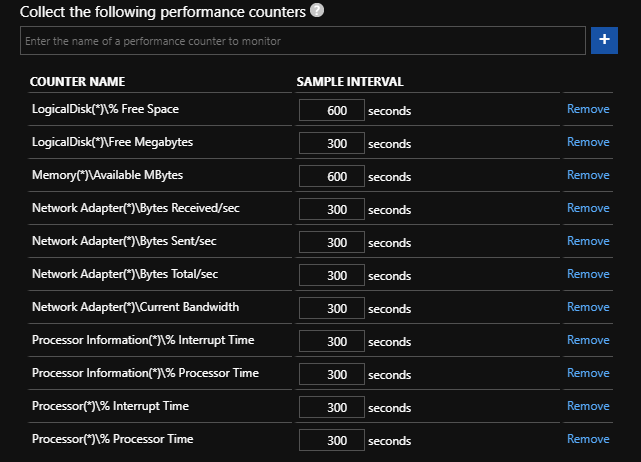 Collect the following performance counters ?
Enter the name of a performance counter to monitor +
COUNTER NAME SAMPLE INTERVAL
LogicalDisk(*)\% Free Space 600 seconds Remove
LogicalDisk(*)\Free Megabytes 300 seconds Remove
Memory(*)\Available MBytes 600 seconds Remove
Network Adapter(*)\Bytes Received/sec 300 seconds Remove
Network Adapter(*)\Bytes Sent/sec 300 seconds Remove
Network Adapter(*)\Bytes Total/sec 300 seconds Remove
Network Adapter(*)\Current Bandwidth 300 seconds Remove
Processor Information(*)\% Interrupt Time 300 seconds Remove
Processor Information(*)\% Processor Time 300 seconds Remove
Processor(*)\% Interrupt Time 300 seconds Remove
Processor(*)\% Processor Time 300 seconds Remove